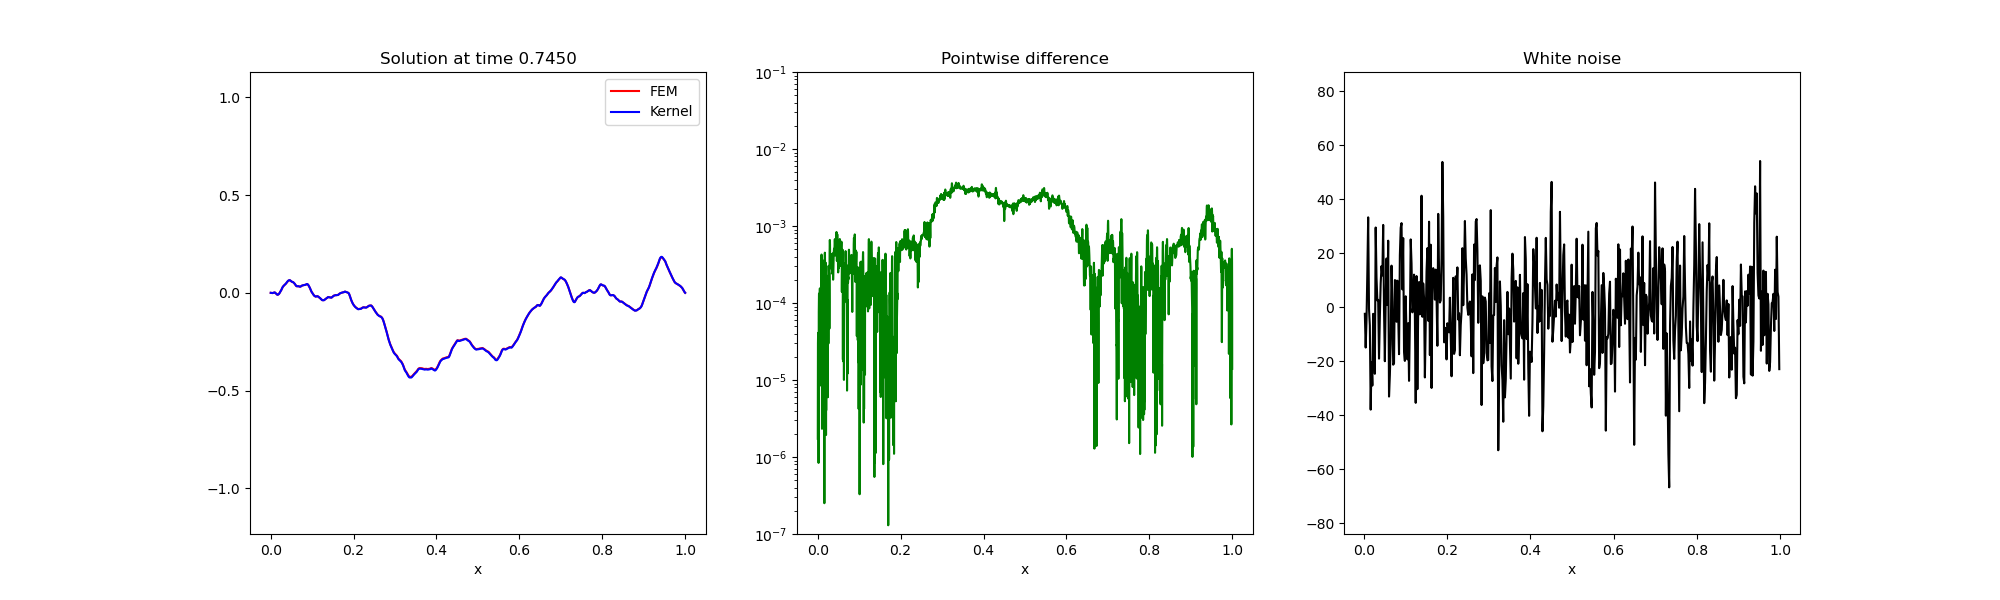 Solution at time 0.7450
FEM
Kernel
1.0
0.5
0.0
−0.5
−1.0
0.0 0.2 0.4 0.6 0.8 1.0
x
Pointwise difference
10⁻¹
10⁻²
10⁻³
10⁻⁴
10⁻⁵
10⁻⁶
10⁻⁷
0.0 0.2 0.4 0.6 0.8 1.0
x
White noise
80
60
40
20
0
−20
−40
−60
−80
0.0 0.2 0.4 0.6 0.8 1.0
x